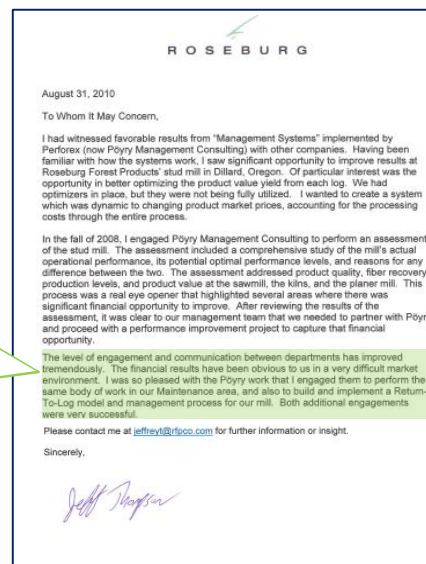 ROSEBURG
August 31, 2010
To Whom It May Concern,
I had witnessed favorable results from "Management Systems" implemented by
Perforex (now Pöyry Management Consulting) with other companies. Having been
familiar with how the systems work, I saw significant opportunity to improve results at
Roseburg Forest Products' stud mill in Dillard, Oregon. Of particular interest was the
opportunity in better optimizing the product value yield from each log. We had
optimizers in place, but they were not being fully utilized. I wanted to create a system
which was dynamic to changing product market prices, accounting for the processing
costs through the entire process.
In the fall of 2008, I engaged Pöyry Management Consulting to perform an assessment
of the stud mill. The assessment included a comprehensive study of the mill's actual
operational performance, its potential optimal performance levels, and reasons for any
difference between the two. The assessment addressed product quality, fiber recovery
production levels, and product value at the sawmill, the kilns, and the planer mill. This
process was a real eye opener that highlighted several areas where there was
significant financial opportunity to improve. After reviewing the results of the
assessment, it was clear to our management team that we needed to partner with Pöyr
and proceed with a performance improvement project to capture that financial
opportunity.
The level of engagement and communication between departments has improved
tremendously. The financial results have been obvious to us in a very difficult market
environment. I was so pleased with the Pöyry work that I engaged them to perform the
same body of work in our Maintenance area, and also to build and implement a Return-
To-Log model and management process for our mill. Both additional engagements
were very successful.
Please contact me at jeffreyt@rfpco.com for further information or insight.
Sincerely,
Jeff Thompson